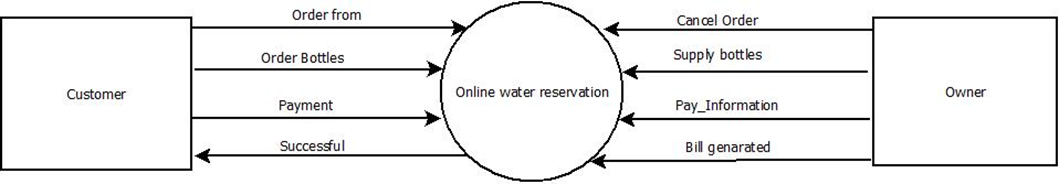 Order from
Cancel Order
Order Bottles
Supply bottles
Customer
Online water reservation
Owner
Payment
Pay_Information
Successful
Bill genarated